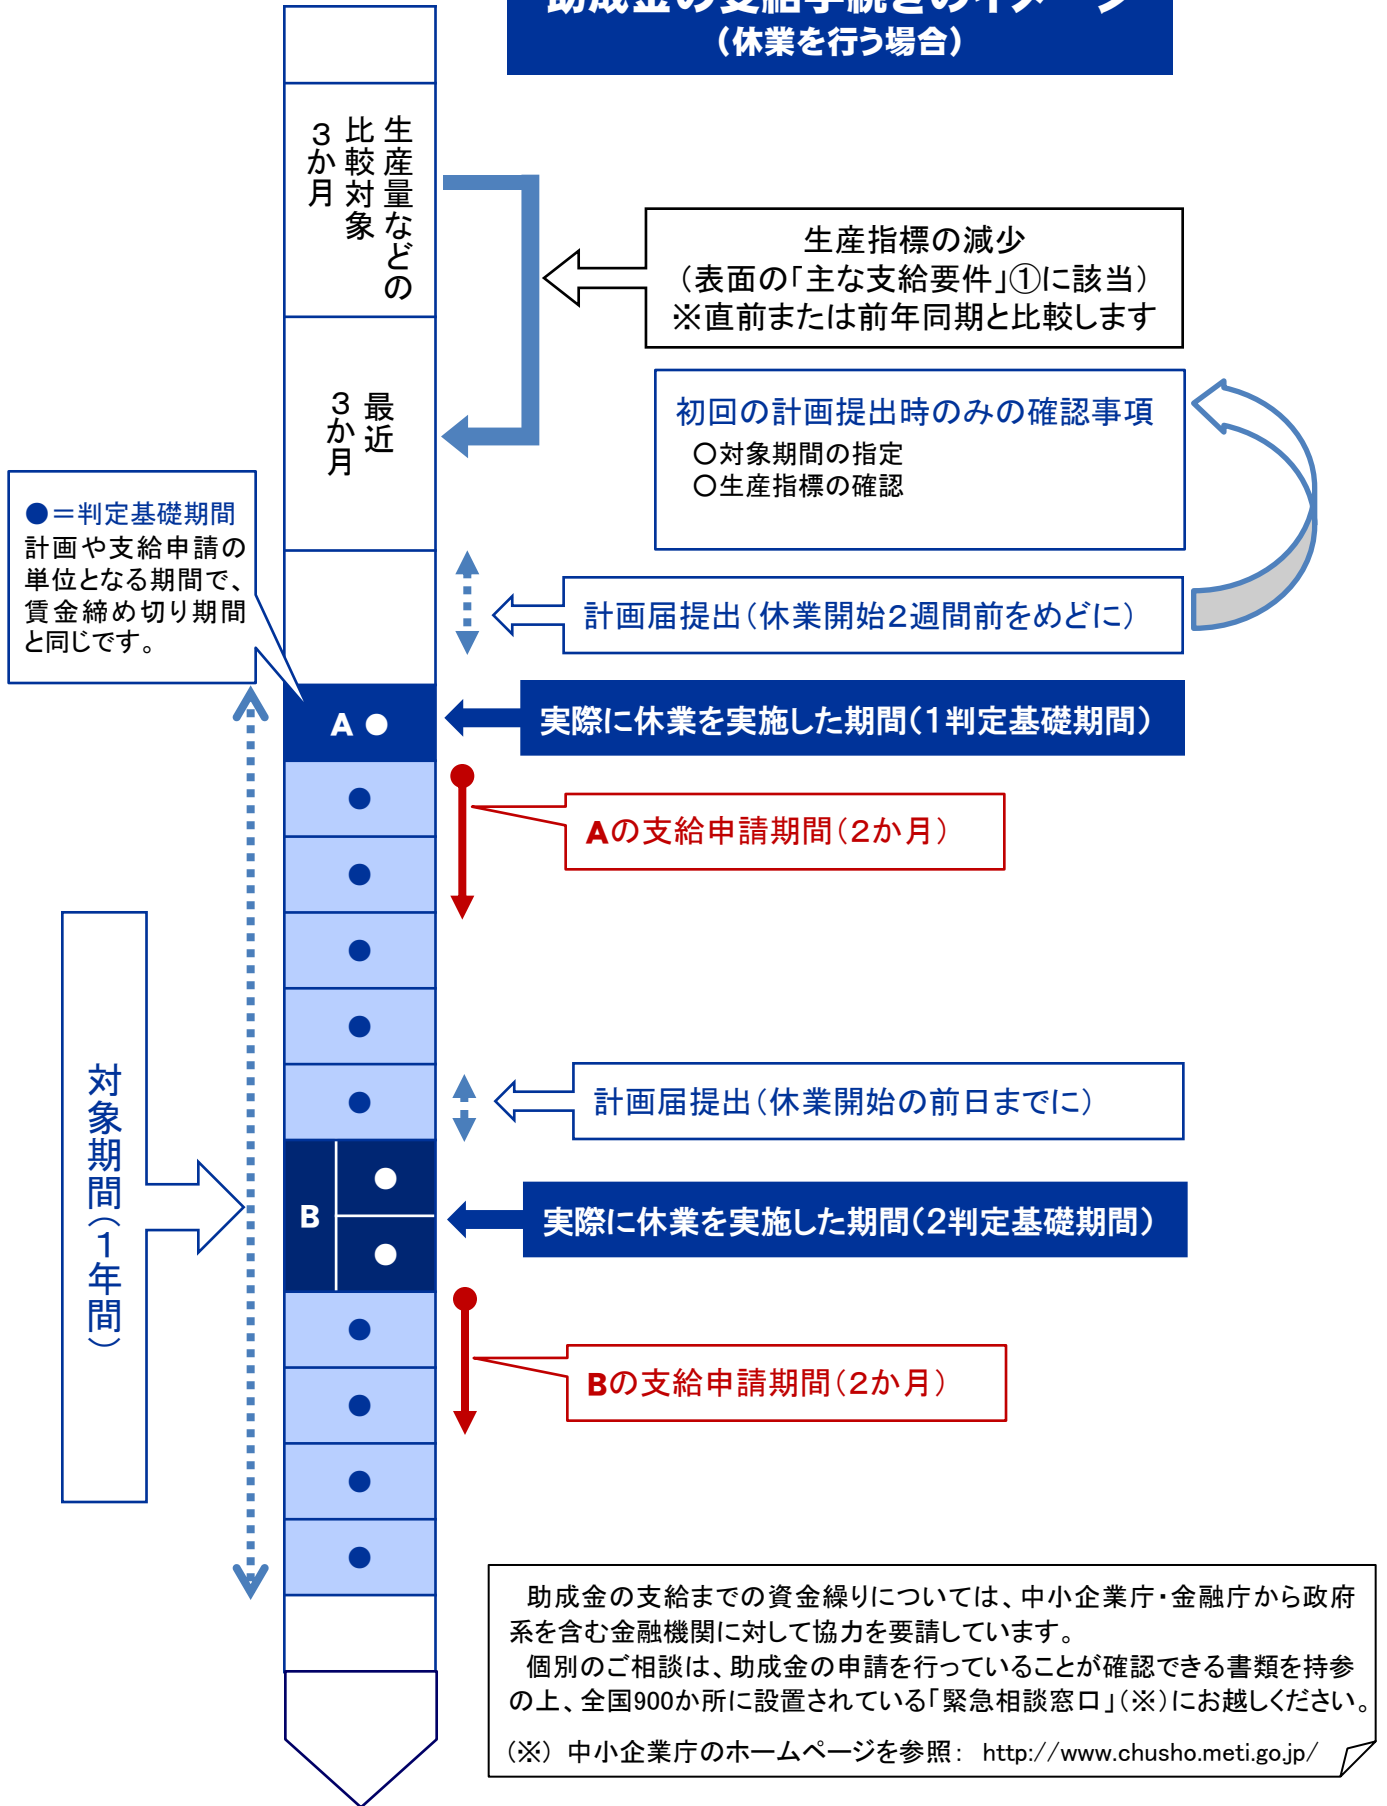 助成金の支給手続きのイメージ
（休業を行う場合）
生産量などの
比較対象
３か月
生産指標の減少
（表面の「主な支給要件」①に該当）
※直前または前年同期と比較します
最近
３か月
初回の計画提出時のみの確認事項
○対象期間の指定
○生産指標の確認
●＝判定基礎期間
計画や支給申請の
単位となる期間で、
賃金締め切り期間
と同じです。
計画届提出（休業開始２週間前をめどに）
A ●
実際に休業を実施した期間（１判定基礎期間）
●
Aの支給申請期間（２か月）
●
●
●
●
計画届提出（休業開始の前日までに）
対象期間（１年間）
B
●
●
実際に休業を実施した期間（２判定基礎期間）
●
Bの支給申請期間（２か月）
●
●
●
助成金の支給までの資金繰りについては、中小企業庁・金融庁から政府
系を含む金融機関に対して協力を要請しています。
個別のご相談は、助成金の申請を行っていることが確認できる書類を持参
の上、全国900か所に設置されている「緊急相談窓口」（※）にお越しください。
（※） 中小企業庁のホームページを参照： http://www.chusho.meti.go.jp/